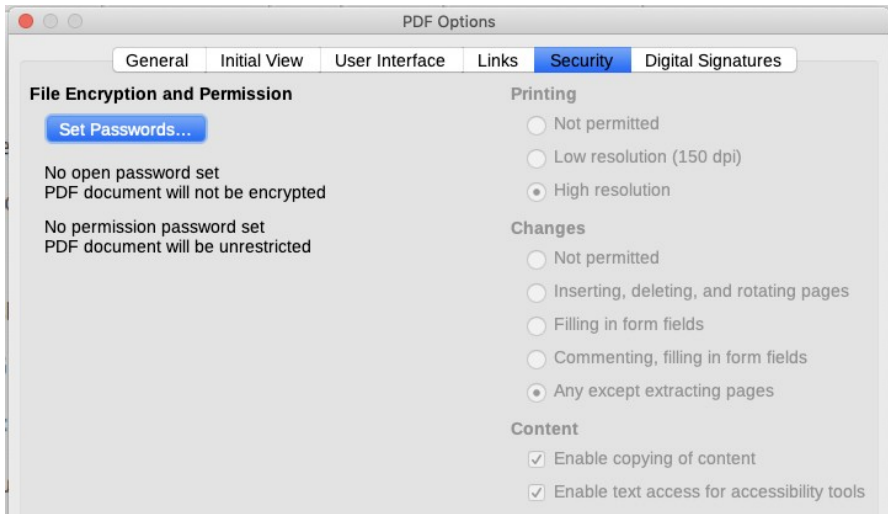 PDF Options
General Initial View User Interface Links Security Digital Signatures
File Encryption and Permission
Set Passwords...
No open password set
PDF document will not be encrypted
No permission password set
PDF document will be unrestricted
Printing
Not permitted
Low resolution (150 dpi)
High resolution
Changes
Not permitted
Inserting, deleting, and rotating pages
Filling in form fields
Commenting, filling in form fields
Any except extracting pages
Content
Enable copying of content
Enable text access for accessibility tools